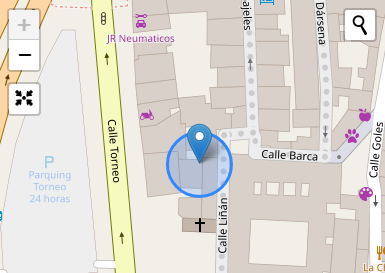 +
−
JR Neumaticos
Dársena
Calle Torneo
P
Parquing
Torneo
24 horas
Calle Barca
Calle Goles
Calle Liñán